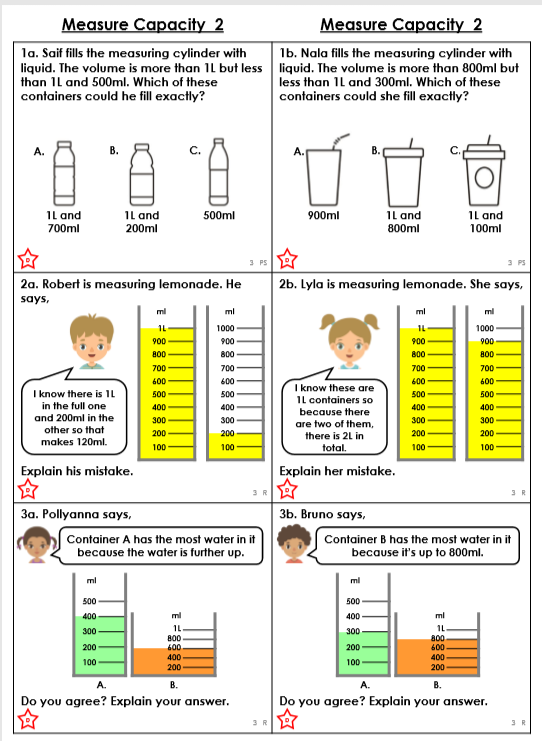 Measure Capacity 2
Measure Capacity 2
1a. Saif fills the measuring cylinder with
liquid. The volume is more than 1L but less
than 1L and 500ml. Which of these
containers could he fill exactly?
A.
B.
C.
1L and
700ml
1L and
200ml
500ml
D
3 PS
1b. Nala fills the measuring cylinder with
liquid. The volume is more than 800ml but
less than 1L and 300ml. Which of these
containers could she fill exactly?
A.
B.
C.
900ml
1L and
800ml
1L and
100ml
D
3 PS
2a. Robert is measuring lemonade. He
says,
I know there is 1L
in the full one
and 200ml in the
other so that
makes 120ml.
ml
1L
900
800
700
600
500
400
300
200
100
ml
1000
900
800
700
600
500
400
300
200
100
Explain his mistake.
D
3 R
2b. Lyla is measuring lemonade. She says,
I know these are
1L containers so
because there
are two of them,
there is 2L in
total.
ml
1L
900
800
700
600
500
400
300
200
100
ml
1000
900
800
700
600
500
400
300
200
100
Explain her mistake.
D
3 R
3a. Pollyanna says,
Container A has the most water in it
because the water is further up.
ml
500
400
300
200
100
A.
ml
1L
800
600
400
200
B.
Do you agree? Explain your answer.
D
3 R
3b. Bruno says,
Container B has the most water in it
because it's up to 800ml.
ml
500
400
300
200
100
A.
ml
1L
800
600
400
200
B.
Do you agree? Explain your answer.
D
3 R